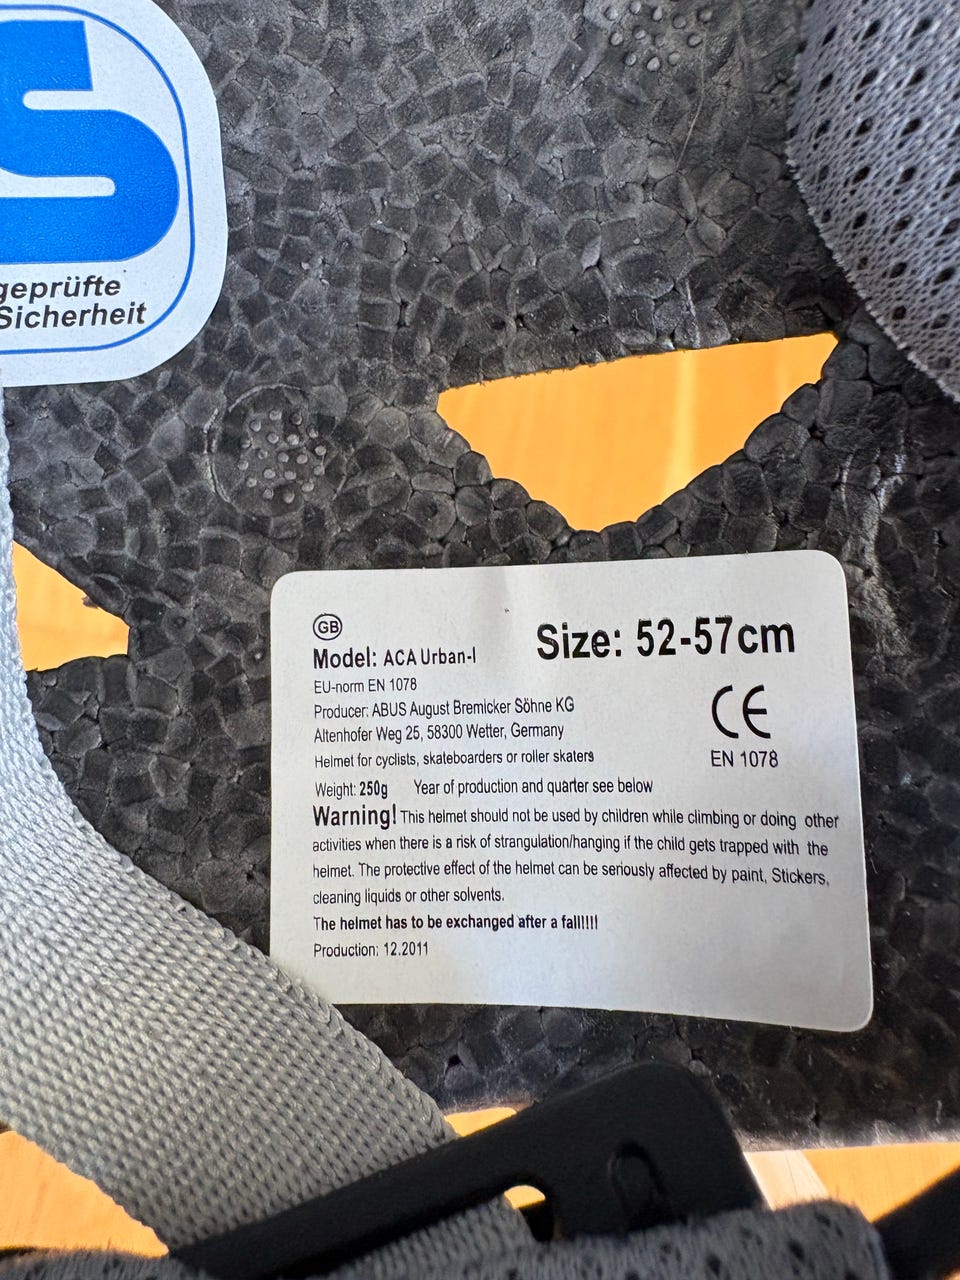 S
geprüfte
Sicherheit
GB
Size: 52-57cm
Model: ACA Urban-I
EU-norm EN 1078
Producer: ABUS August Bremicker Söhne KG
Altenhofer Weg 25, 58300 Wetter, Germany
CE
EN 1078
Helmet for cyclists, skateboarders or roller skaters
Weight: 250g Year of production and quarter see below
Warning! This helmet should not be used by children while climbing or doing other
activities when there is a risk of strangulation/hanging if the child gets trapped with the
helmet. The protective effect of the helmet can be seriously affected by paint, Stickers,
cleaning liquids or other solvents.
The helmet has to be exchanged after a fall!!!!
Production: 12.2011